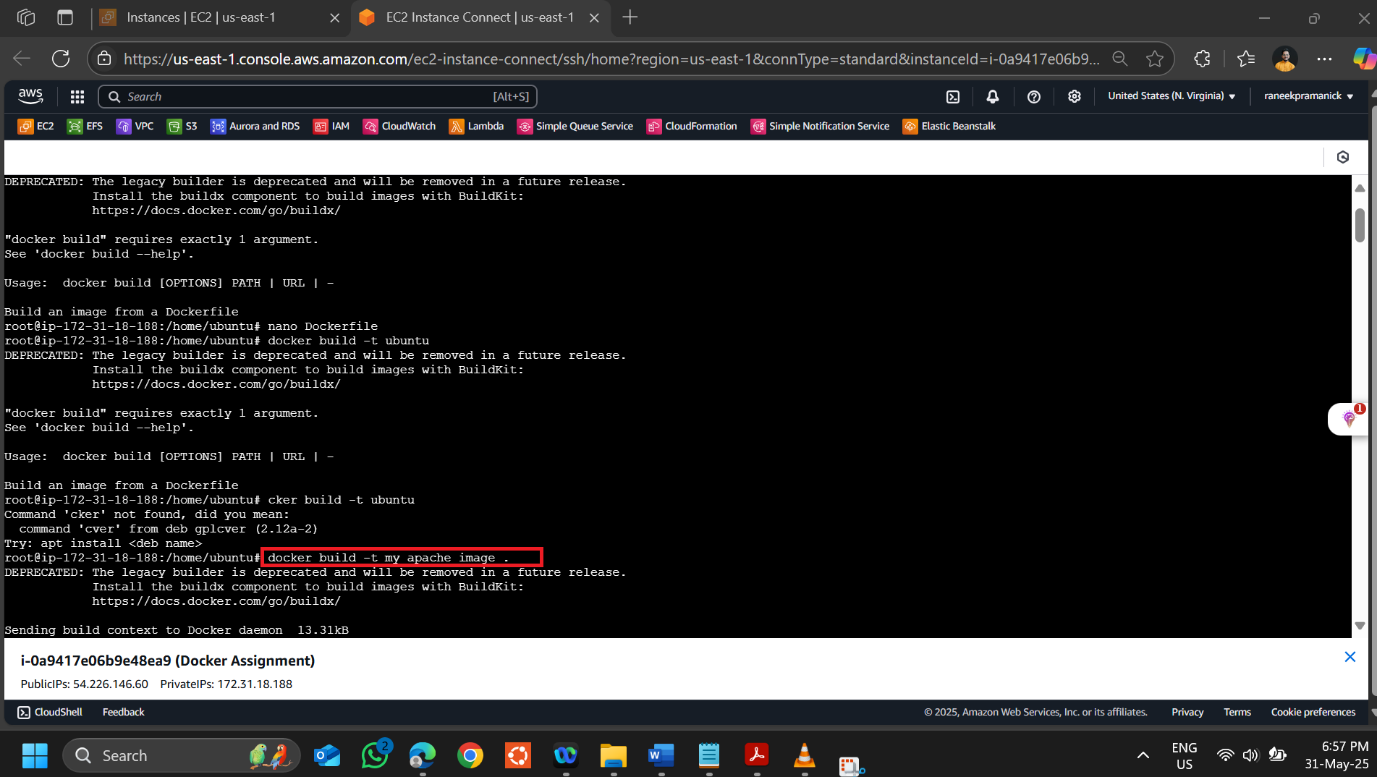 Instances | EC2 | us-east-1
EC2 Instance Connect | us-east-1
https://us-east-1.console.aws.amazon.com/ec2-instance-connect/ssh/home?region=us-east-1&connType=standard&instanceId=i-0a9417e06b9...
aws
Search
[Alt+S]
United States (N. Virginia)
raneekpramanick
EC2
EFS
VPC
S3
Aurora and RDS
IAM
CloudWatch
Lambda
Simple Queue Service
CloudFormation
Simple Notification Service
Elastic Beanstalk
DEPRECATED: The legacy builder is deprecated and will be removed in a future release.
Install the buildx component to build images with BuildKit:
https://docs.docker.com/go/buildx/
"docker build" requires exactly 1 argument.
See 'docker build --help'.
Usage:  docker build [OPTIONS] PATH | URL | -
Build an image from a Dockerfile
root@ip-172-31-18-188:/home/ubuntu# nano Dockerfile
root@ip-172-31-18-188:/home/ubuntu# docker build -t ubuntu
DEPRECATED: The legacy builder is deprecated and will be removed in a future release.
Install the buildx component to build images with BuildKit:
https://docs.docker.com/go/buildx/
"docker build" requires exactly 1 argument.
See 'docker build --help'.
Usage:  docker build [OPTIONS] PATH | URL | -
Build an image from a Dockerfile
root@ip-172-31-18-188:/home/ubuntu# cker build -t ubuntu
Command 'cker' not found, did you mean:
command 'cver' from deb gplcver (2.12a-2)
Try: apt install <deb name>
root@ip-172-31-18-188:/home/ubuntu# docker build -t my apache image .
DEPRECATED: The legacy builder is deprecated and will be removed in a future release.
Install the buildx component to build images with BuildKit:
https://docs.docker.com/go/buildx/
Sending build context to Docker daemon  13.31kB
1
i-0a9417e06b9e48ea9 (Docker Assignment)
PublicIPs: 54.226.146.60    PrivateIPs: 172.31.18.188
CloudShell
Feedback
© 2025, Amazon Web Services, Inc. or its affiliates.
Privacy
Terms
Cookie preferences
Search
2
ENG
US
6:57 PM
31-May-25